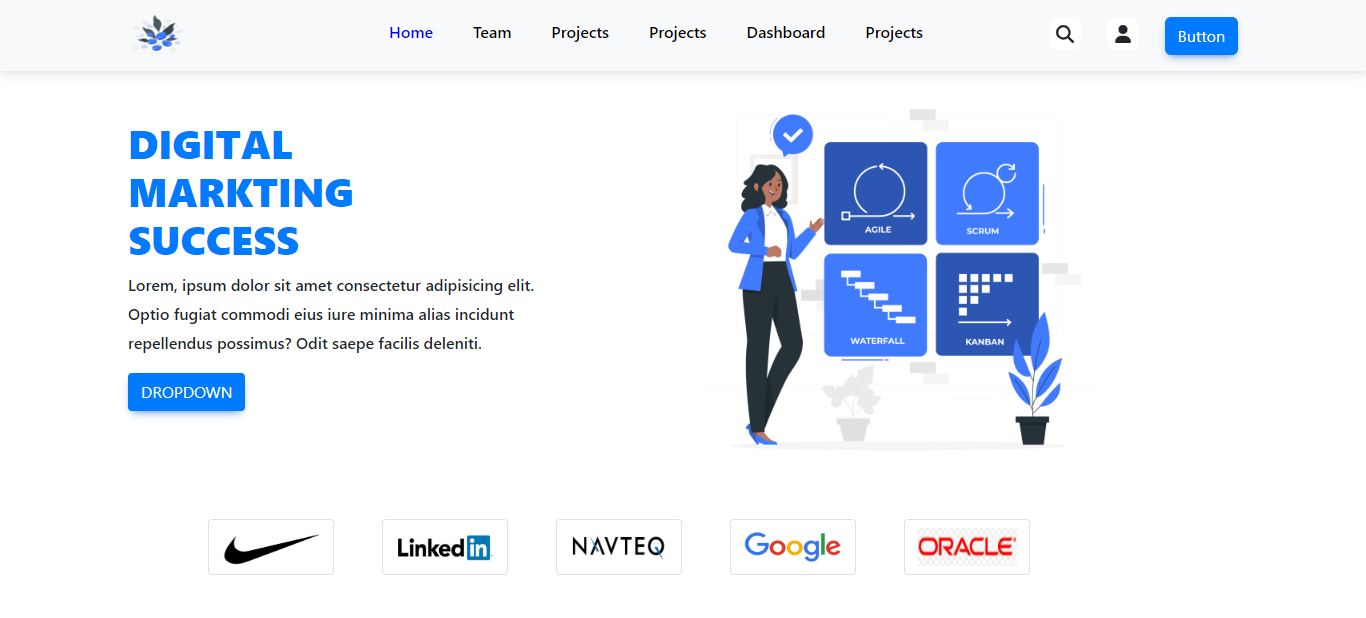 Home Team Projects Projects Dashboard Projects Button
DIGITAL
MARKTING
SUCCESS
Lorem, ipsum dolor sit amet consectetur adipisicing elit.
Optio fugiat commodi eius iure minima alias incidunt
repellendus possimus? Odit saepe facilis deleniti.
DROPDOWN
AGILE SCRUM
WATERFALL KANBAN
Linked in NAVTEQ Google ORACLE